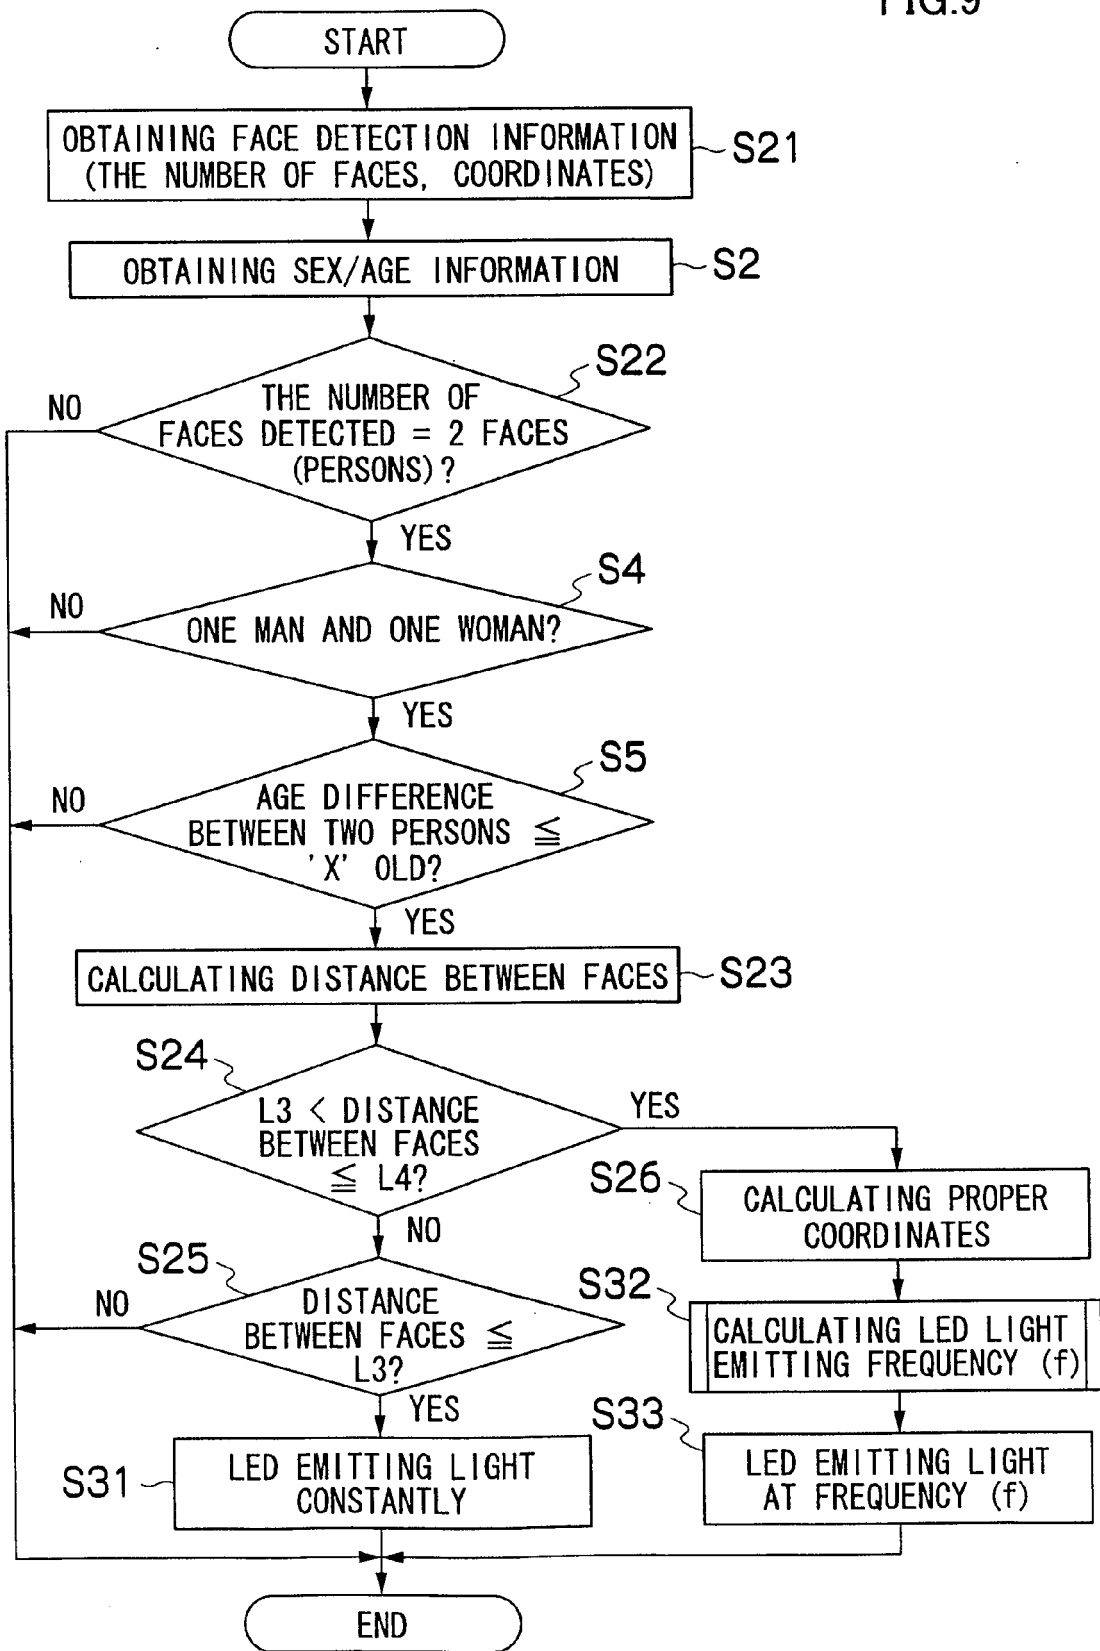 FIG.9
START
OBTAINING FACE DETECTION INFORMATION
(THE NUMBER OF FACES, COORDINATES)
S21
OBTAINING SEX/AGE INFORMATION
S2
S22
THE NUMBER OF
FACES DETECTED = 2 FACES
(PERSONS)?
NO
YES
S4
ONE MAN AND ONE WOMAN?
NO
YES
S5
AGE DIFFERENCE
BETWEEN TWO PERSONS ≦
'X' OLD?
NO
YES
CALCULATING DISTANCE BETWEEN FACES
S23
S24
L3 < DISTANCE
BETWEEN FACES
≦ L4?
YES
NO
S26
CALCULATING PROPER
COORDINATES
S25
DISTANCE
BETWEEN FACES ≦
L3?
NO
YES
S32
CALCULATING LED LIGHT
EMITTING FREQUENCY (f)
S33
LED EMITTING LIGHT
AT FREQUENCY (f)
S31
LED EMITTING LIGHT
CONSTANTLY
END